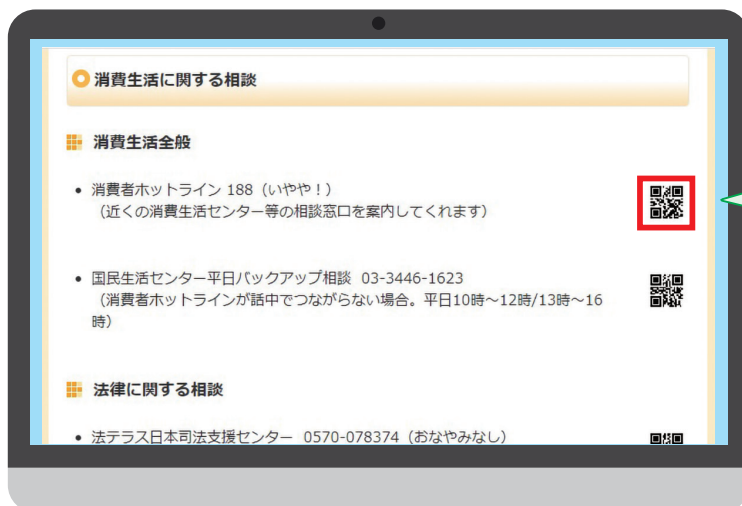 消費生活に関する相談
消費生活全般
• 消費者ホットライン 188（いやや！）
（近くの消費生活センター等の相談窓口を案内してくれます）
• 国民生活センター平日バックアップ相談 03-3446-1623
（消費者ホットラインが話中でつながらない場合。平日10時～12時/13時～16
時）
法律に関する相談
• 法テラス日本司法支援センター 0570-078374（おなやみなし）